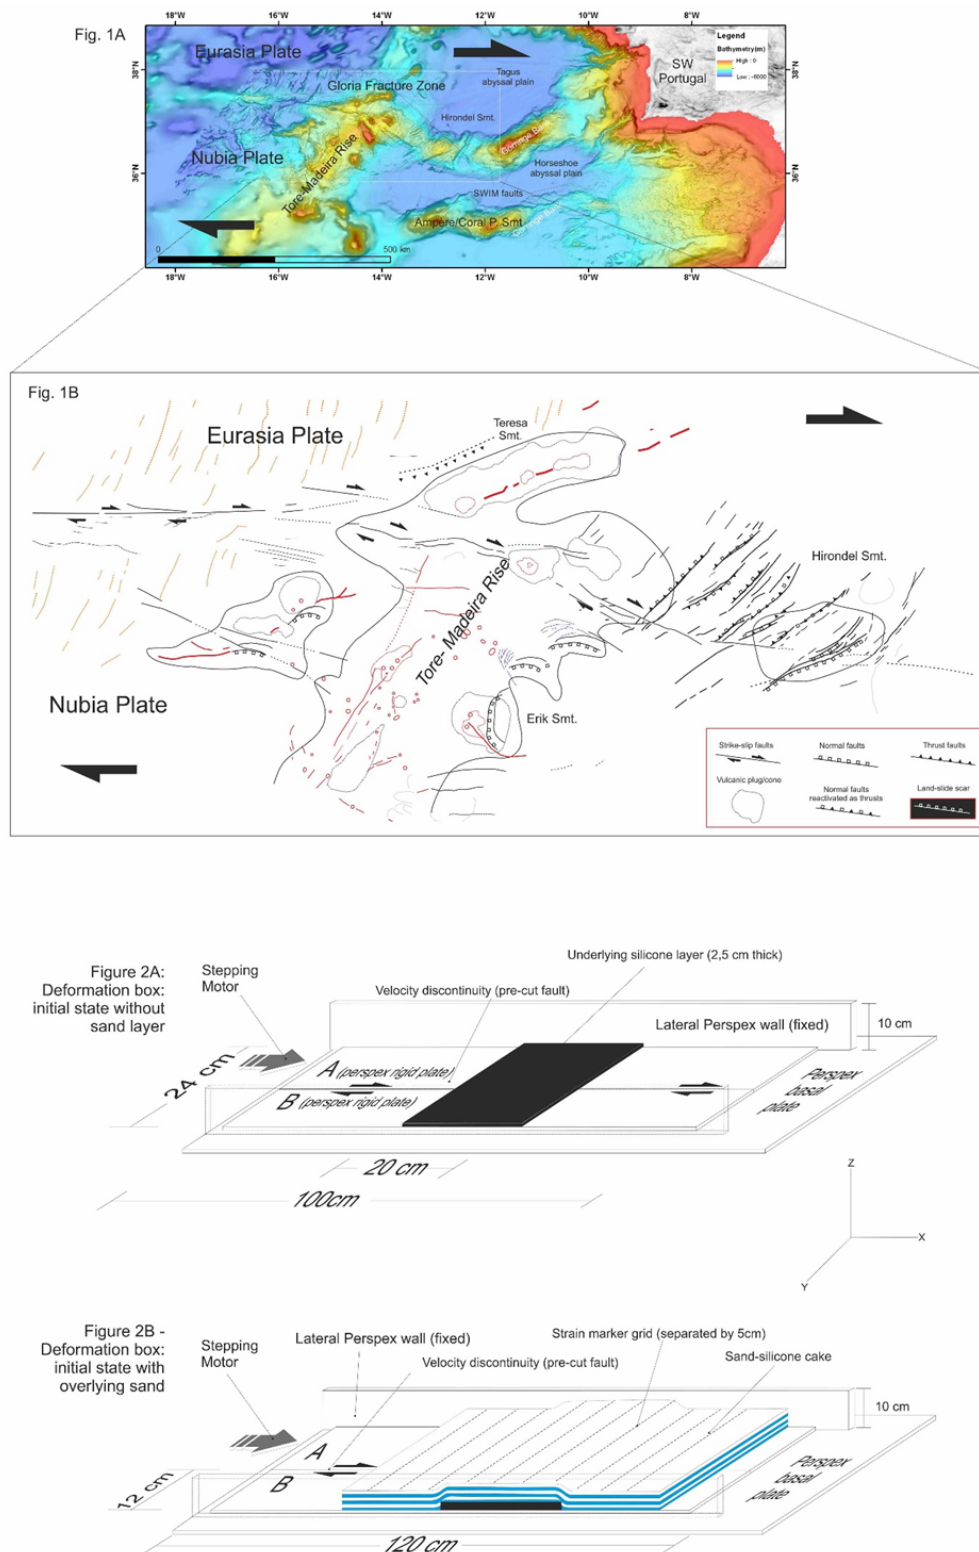 Fig. 1A
18°W 16°W 14°W 12°W 10°W 8°W
Eurasia Plate
Legend
Bathymetry(m)
High : 0
Low : -6000
SW
Portugal
38°N
38°N
Tagus
abyssal plain
Gloria Fracture Zone
Hirondel Smt.
Nubia Plate
Tore-Madeira Rise
Horseshoe
abyssal plain
36°N
36°N
SWIM faults
Ampere/Coral P. Smt
0
500 km
18°W 16°W 14°W 12°W 10°W 8°W
Fig. 1B
Eurasia Plate
Teresa
Smt.
Hirondel Smt.
Tore- Madeira Rise
Nubia Plate
Erik Smt.
Strike-slip faults
Normal faults
Thrust faults
Vulcanic plug/cone
Normal faults
reactivated as thrusts
Land-slide scar
Figure 2A:
Deformation box:
initial state without
sand layer
Stepping
Motor
Underlying silicone layer (2,5 cm thick)
Velocity discontinuity (pre-cut fault)
Lateral Perspex wall (fixed)
10 cm
24 cm
A (perspex rigid plate)
B (perspex rigid plate)
Perspex
basal
plate
20 cm
100cm
Z
X
Y
Figure 2B -
Deformation box:
initial state with
overlying sand
Stepping
Motor
Lateral Perspex wall (fixed)
Strain marker grid (separated by 5cm)
Velocity discontinuity (pre-cut fault)
Sand-silicone cake
10 cm
A
B
12 cm
Perspex
basal
plate
120 cm